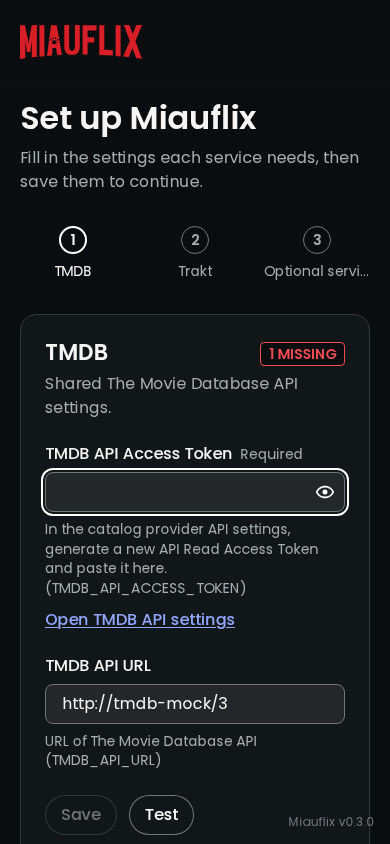 MIAUFLIX
Set up Miauflix
Fill in the settings each service needs, then
save them to continue.
1
2
3
TMDB
Trakt
Optional servi...
TMDB
1 MISSING
Shared The Movie Database API
settings.
TMDB API Access Token Required
In the catalog provider API settings,
generate a new API Read Access Token
and paste it here.
(TMDB_API_ACCESS_TOKEN)
Open TMDB API settings
TMDB API URL
http://tmdb-mock/3
URL of The Movie Database API
(TMDB_API_URL)
Save
Test
Miauflix v0.3.0